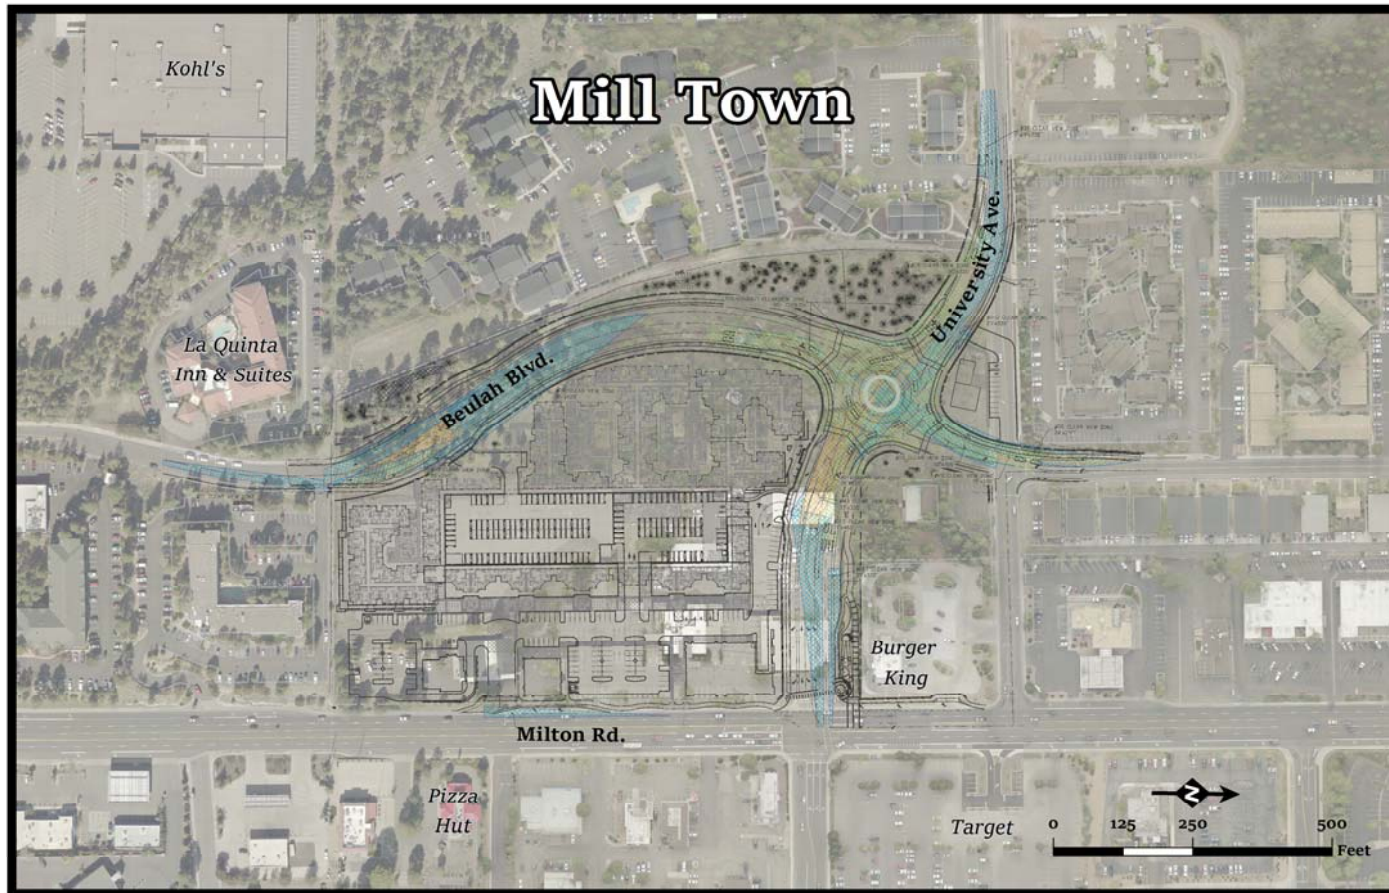 Kohl's
Mill Town
University Ave.
La Quinta
Inn & Suites
Beulah Blvd.
Burger
King
Milton Rd.
Pizza
Hut
Target
N
0 125 250 500
Feet